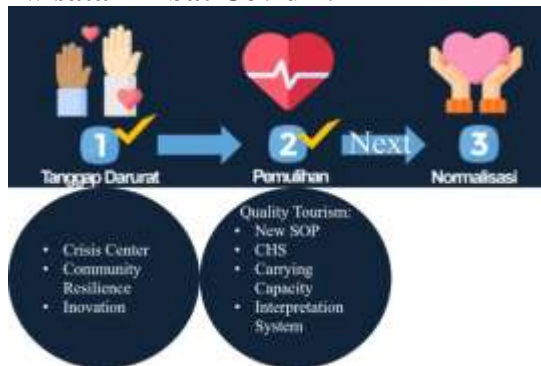 1
2
Next
3
Tanggap Darurat
Pemulihan
Normalisasi
• Crisis Center
• Community
Resilience
• Inovation
Quality Tourism:
• New SOP
• CHS
• Carrying
Capacity
• Interpretation
System